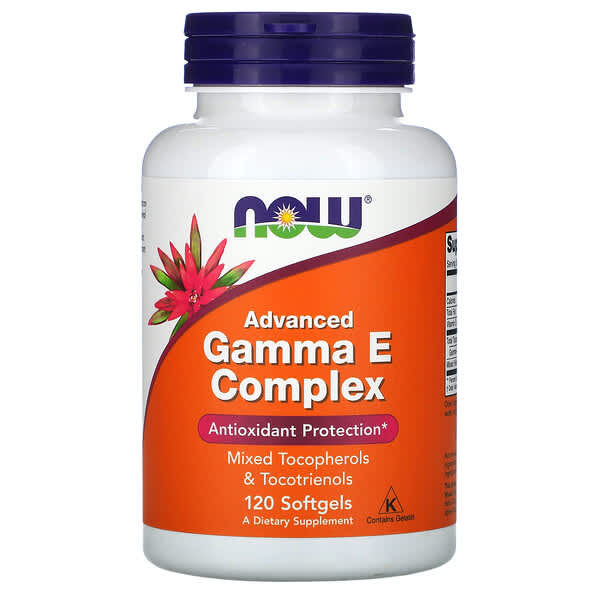 NOW®
Advanced
Gamma E
Complex
Antioxidant Protection*
Mixed Tocopherols
& Tocotrienols
120 Softgels
A Dietary Supplement
K
Contains Gelatin